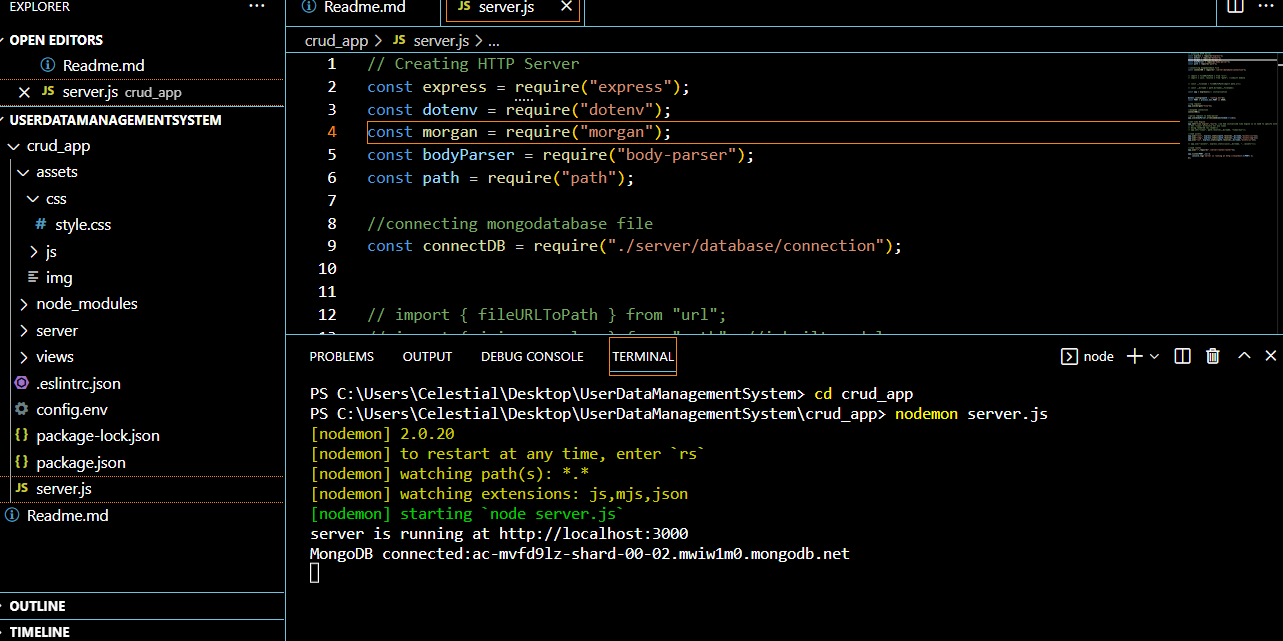 EXPLORER
...
OPEN EDITORS
Readme.md
JS server.js crud_app
USERDATAMANAGEMENTSYSTEM
crud_app
assets
css
# style.css
js
img
node_modules
server
views
.eslintrc.json
config.env
{} package-lock.json
{} package.json
JS server.js
Readme.md
OUTLINE
TIMELINE
Readme.md
JS server.js
crud_app > JS server.js > ...
1 // Creating HTTP Server
2 const express = require("express");
3 const dotenv = require("dotenv");
4 const morgan = require("morgan");
5 const bodyParser = require("body-parser");
6 const path = require("path");
7
8 //connecting mongodatabase file
9 const connectDB = require("./server/database/connection");
10
11
12 // import { fileURLToPath } from "url";
PROBLEMS OUTPUT DEBUG CONSOLE TERMINAL
node
PS C:\Users\Celestial\Desktop\UserDataManagementSystem> cd crud_app
PS C:\Users\Celestial\Desktop\UserDataManagementSystem\crud_app> nodemon server.js
[nodemon] 2.0.20
[nodemon] to restart at any time, enter `rs`
[nodemon] watching path(s): *.*
[nodemon] watching extensions: js,mjs,json
[nodemon] starting `node server.js`
server is running at http://localhost:3000
MongoDB connected:ac-mvfd9lz-shard-00-02.mwiw1m0.mongodb.net